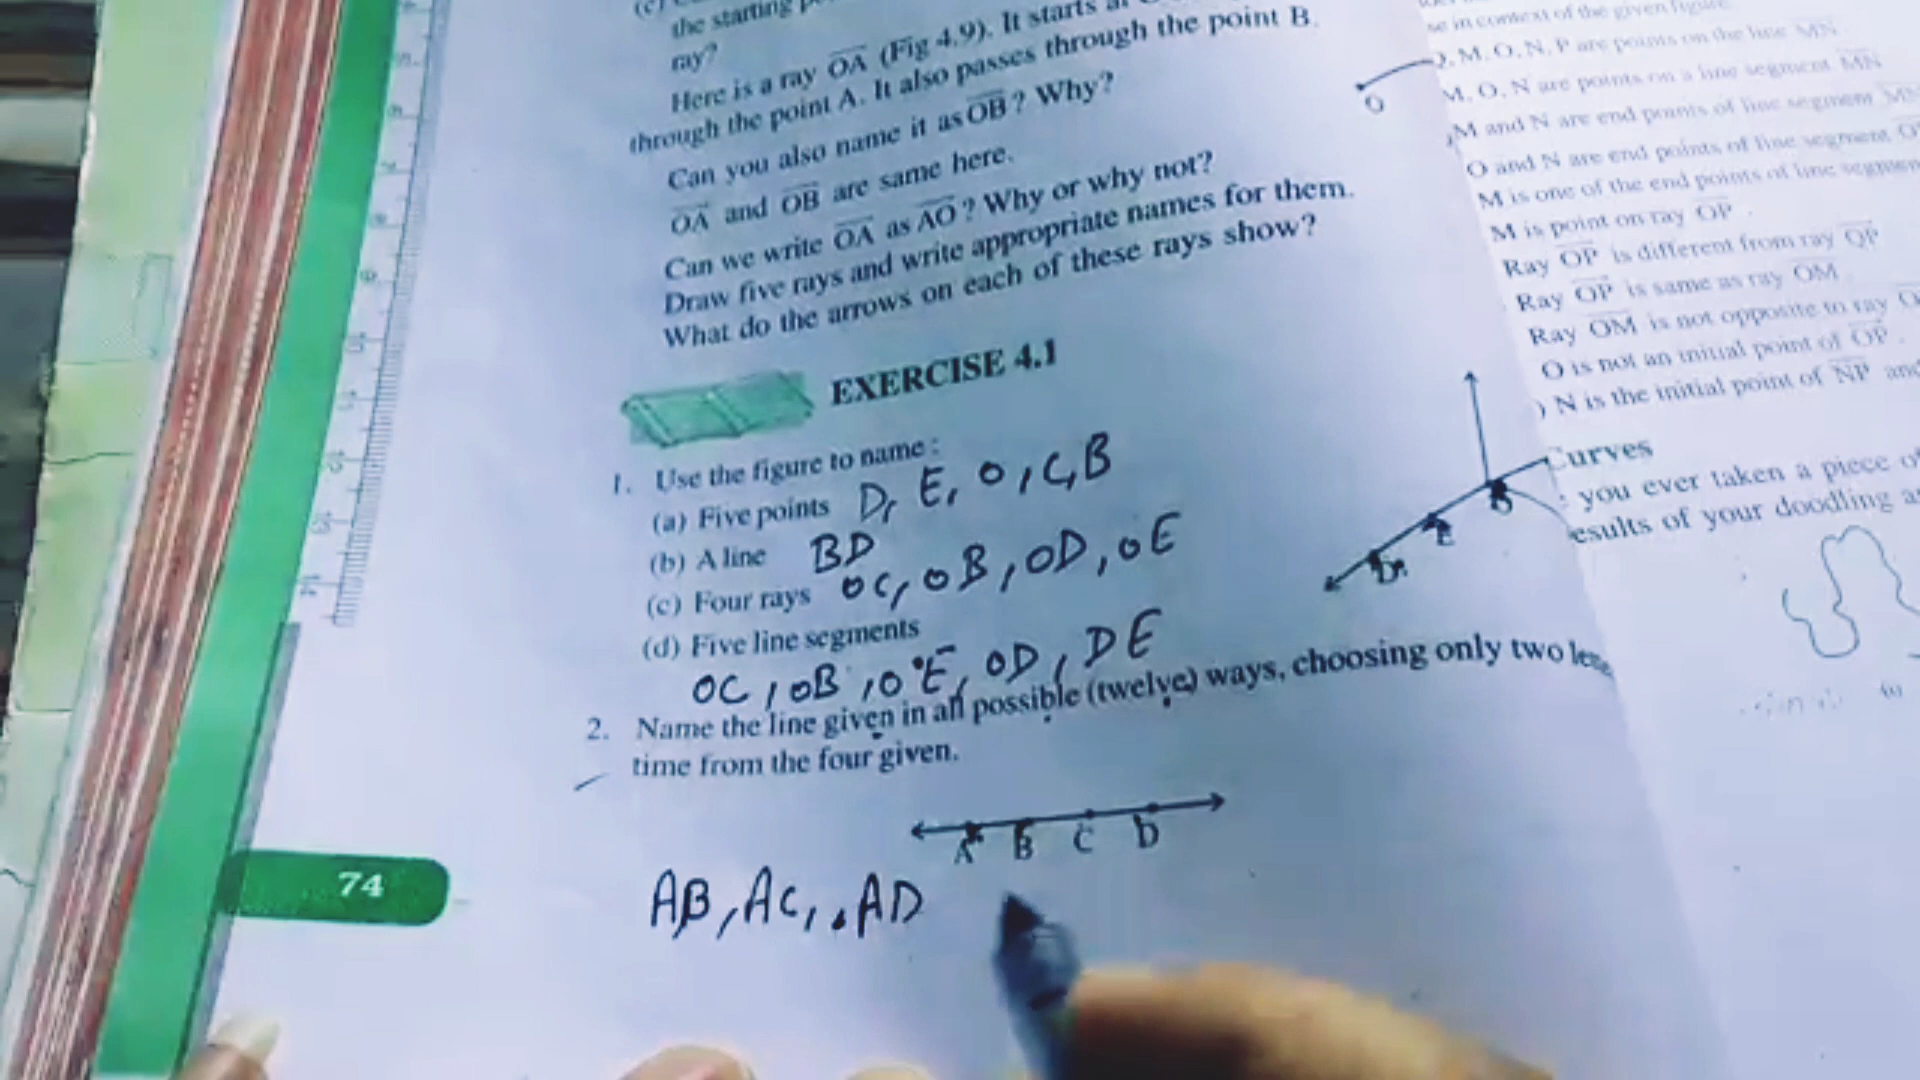 the starting
ray?
Here is a ray OA (Fig 4.9). It starts at
through the point A. It also passes through the point B.
Can you also name it as OB? Why?
OA and OB are same here.
Can we write OA as AO? Why or why not?
Draw five rays and write appropriate names for them.
What do the arrows on each of these rays show?
O
EXERCISE 4.1
1. Use the figure to name:
(a) Five points D, E, O, C, B
(b) A line BD
(c) Four rays OC, OB, OD, OE
(d) Five line segments
OC, OB, OE, OD, DE
D E
2. Name the line given in all possible (twelve) ways, choosing only two
time from the four given.
A B C D
AB, AC, AD
74
se in context of the given figure.
Q, M, O, N, P are points on the line MN
M, O, N are points on a line segment MN
M and N are end points of line segment MN
O and N are end points of line segment
M is one of the end points of line segment
M is point on ray OP.
Ray OP is different from ray QP
Ray OP is same as ray OM
Ray OM is not opposite to ray
O is not an initial point of OP.
) N is the initial point of NP and
Curves
you ever taken a piece of
esults of your doodling